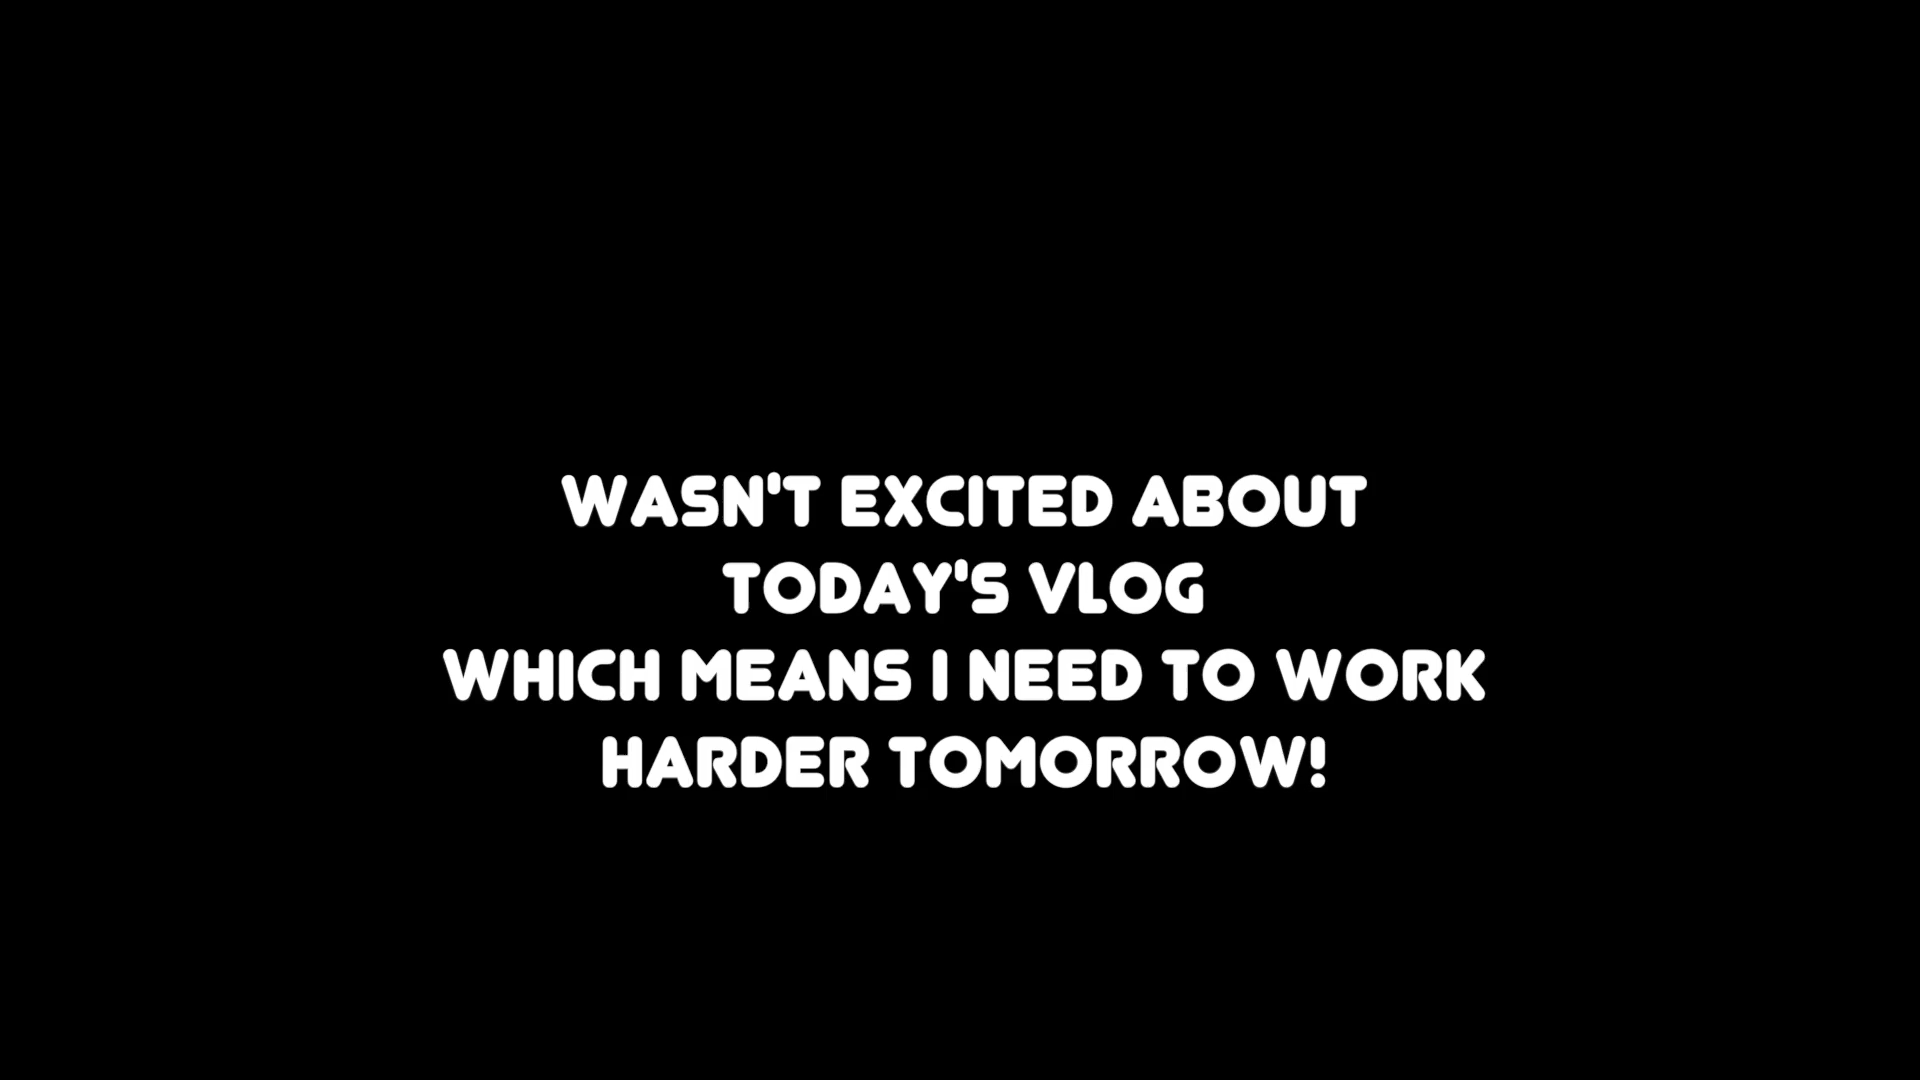 WASN'T EXCITED ABOUT
TODAY'S VLOG
WHICH MEANS I NEED TO WORK
HARDER TOMORROW!